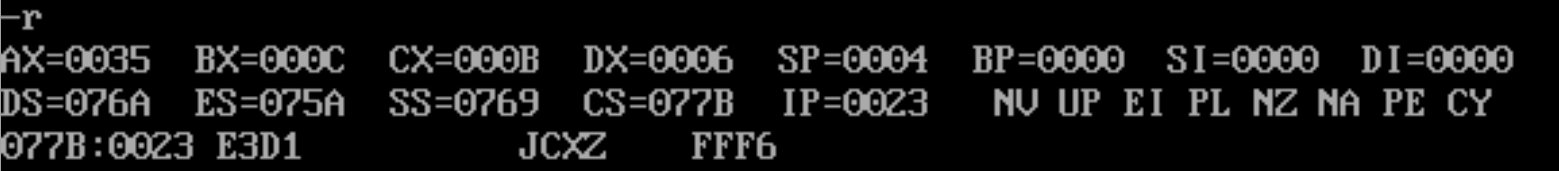 -r
AX=0035 BX=000C CX=000B DX=0006 SP=0004 BP=0000 SI=0000 DI=0000
DS=076A ES=075A SS=0769 CS=077B IP=0023 NV UP EI PL NZ NA PE CY
077B:0023 E3D1 JCXZ FFF6